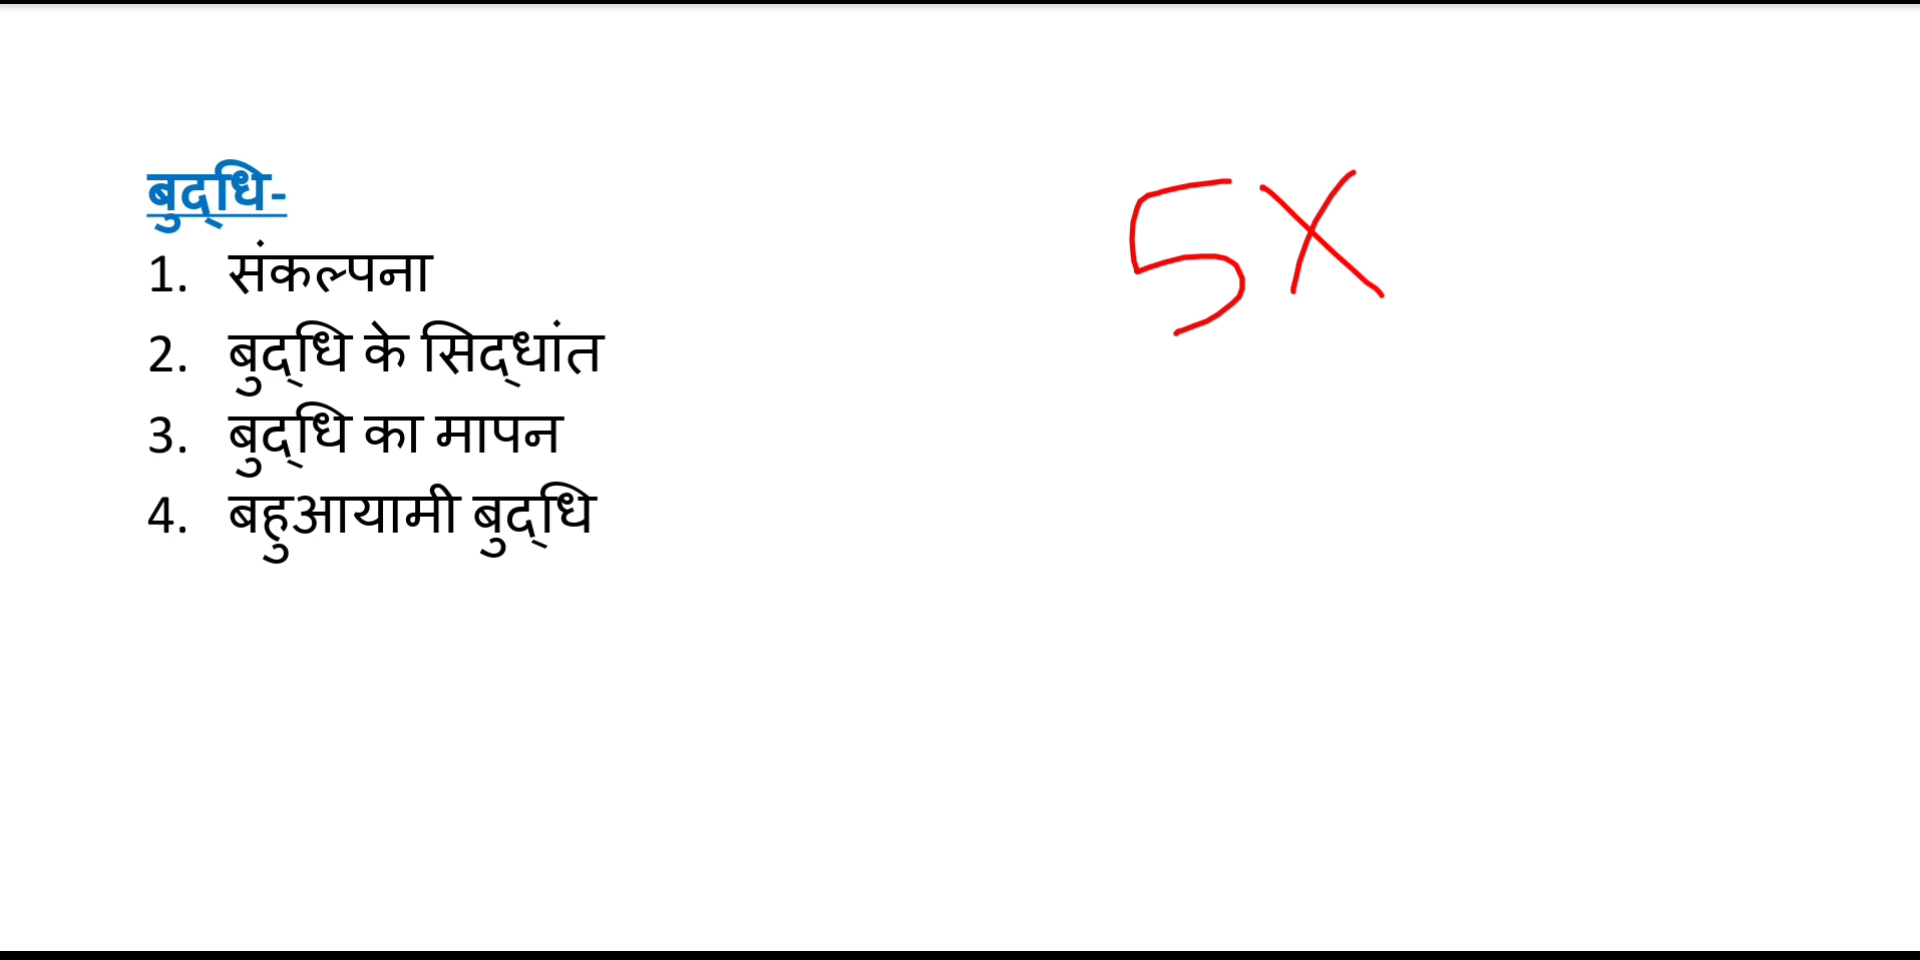 बुद्धि-
1. संकल्पना
2. बुद्धि के सिद्धांत
3. बुद्धि का मापन
4. बहुआयामी बुद्धि
5X